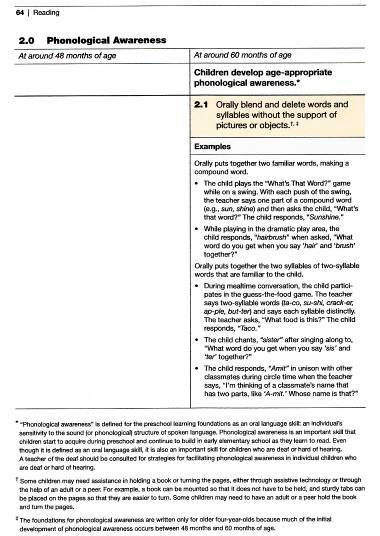 64 | Reading
2.0 Phonological Awareness
At around 48 months of age
At around 60 months of age
Children develop age-appropriate
phonological awareness.*
2.1 Orally blend and delete words and
syllables without the support of
pictures or objects.†, ‡
Examples
Orally puts together two familiar words, making a
compound word.
• The child plays the "What's That Word?" game
while on a swing. With each push of the swing,
the teacher says one part of a compound word
(e.g., sun, shine) and then asks the child, "What's
that word?" The child responds, "Sunshine."
• While playing in the dramatic play area, the
child responds, "hairbrush" when asked, "What
word do you get when you say 'hair' and 'brush'
together?"
Orally puts together the two syllables of two-syllable
words that are familiar to the child.
• During mealtime conversation, the child partici-
pates in the guess-the-food game. The teacher
says two-syllable words (ta-co, su-shi, crack-er,
ap-ple, but-ter) and says each syllable distinctly.
The teacher asks, "What food is this?" The child
responds, "Taco."
• The child chants, "sister" after singing along to,
"What word do you get when you say 'sis' and
'ter' together?"
• The child responds, "Amit" in unison with other
classmates during circle time when the teacher
says, "I'm thinking of a classmate's name that
has two parts, like 'A-mit.' Whose name is that?"
* "Phonological awareness" is defined for the preschool learning foundations as an oral language skill: an individual's
sensitivity to the sound (or phonological) structure of spoken language. Phonological awareness is an important skill that
children start to acquire during preschool and continue to build in early elementary school as they learn to read. Even
though it is defined as an oral language skill, it is also an important skill for children who are deaf or hard of hearing.
A teacher of the deaf should be consulted for strategies for facilitating phonological awareness in individual children who
are deaf or hard of hearing.
† Some children may need assistance in holding a book or turning the pages, either through assistive technology or through
the help of an adult or a peer. For example, a book can be mounted so that it does not have to be held, and sturdy tabs can
be placed on the pages so that they are easier to turn. Some children may need to have an adult or a peer hold the book
and turn the pages.
‡ The foundations for phonological awareness are written only for older four-year-olds because much of the initial
development of phonological awareness occurs between 48 months and 60 months of age.